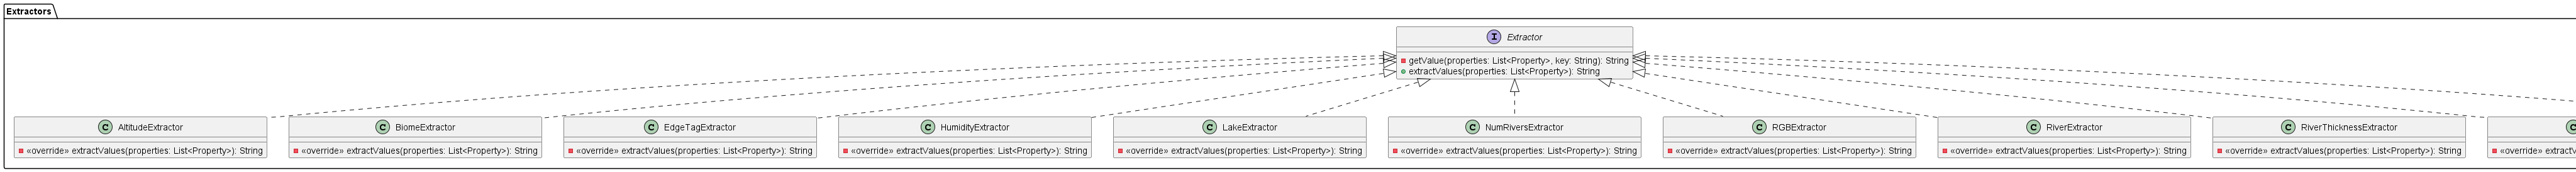 Extractors
I Extractor
getValue(properties: List<Property>, key: String): String
extractValues(properties: List<Property>): String
C AltitudeExtractor
«override» extractValues(properties: List<Property>): String
C BiomeExtractor
«override» extractValues(properties: List<Property>): String
C EdgeTagExtractor
«override» extractValues(properties: List<Property>): String
C HumidityExtractor
«override» extractValues(properties: List<Property>): String
C LakeExtractor
«override» extractValues(properties: List<Property>): String
C NumRiversExtractor
«override» extractValues(properties: List<Property>): String
C RGBExtractor
«override» extractValues(properties: List<Property>): String
C RiverExtractor
«override» extractValues(properties: List<Property>): String
C RiverThicknessExtractor
«override» extractValues(properties: List<Property>): String
«override»